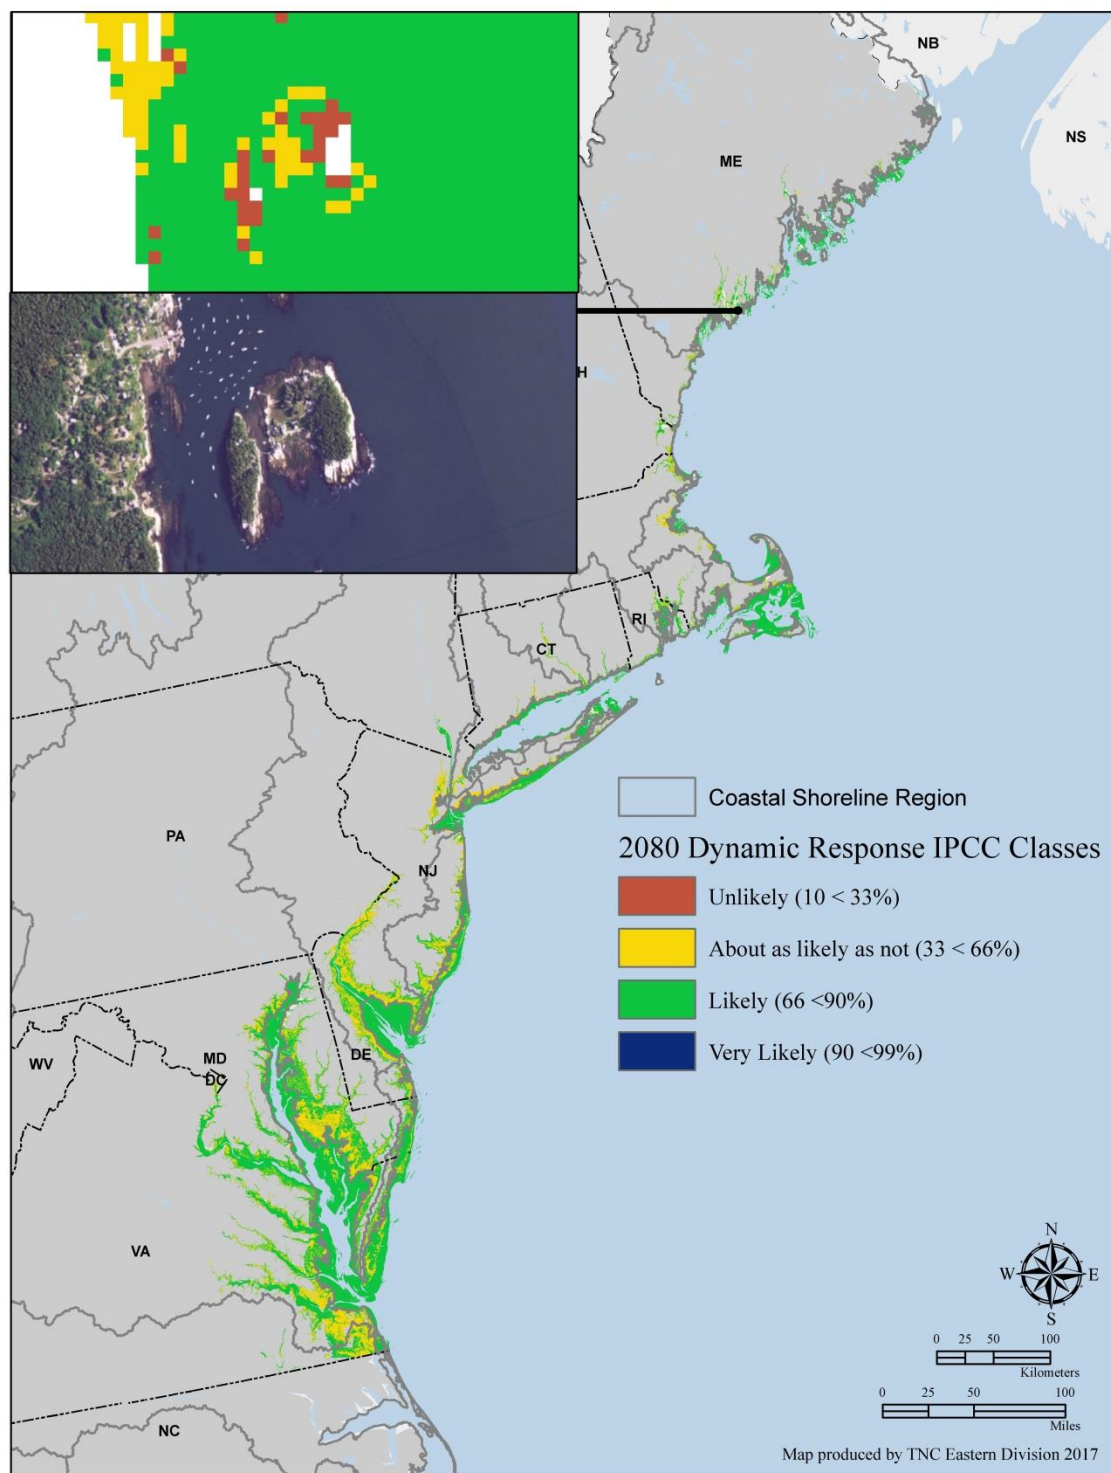 NB
NS
ME
H
RI
CT
PA
NJ
Coastal Shoreline Region
2080 Dynamic Response IPCC Classes
Unlikely (10 < 33%)
About as likely as not (33 < 66%)
Likely (66 <90%)
Very Likely (90 <99%)
WV
MD
DC
DE
VA
NC
N
W E
S
0 25 50 100
Kilometers
0 25 50 100
Miles
Map produced by TNC Eastern Division 2017